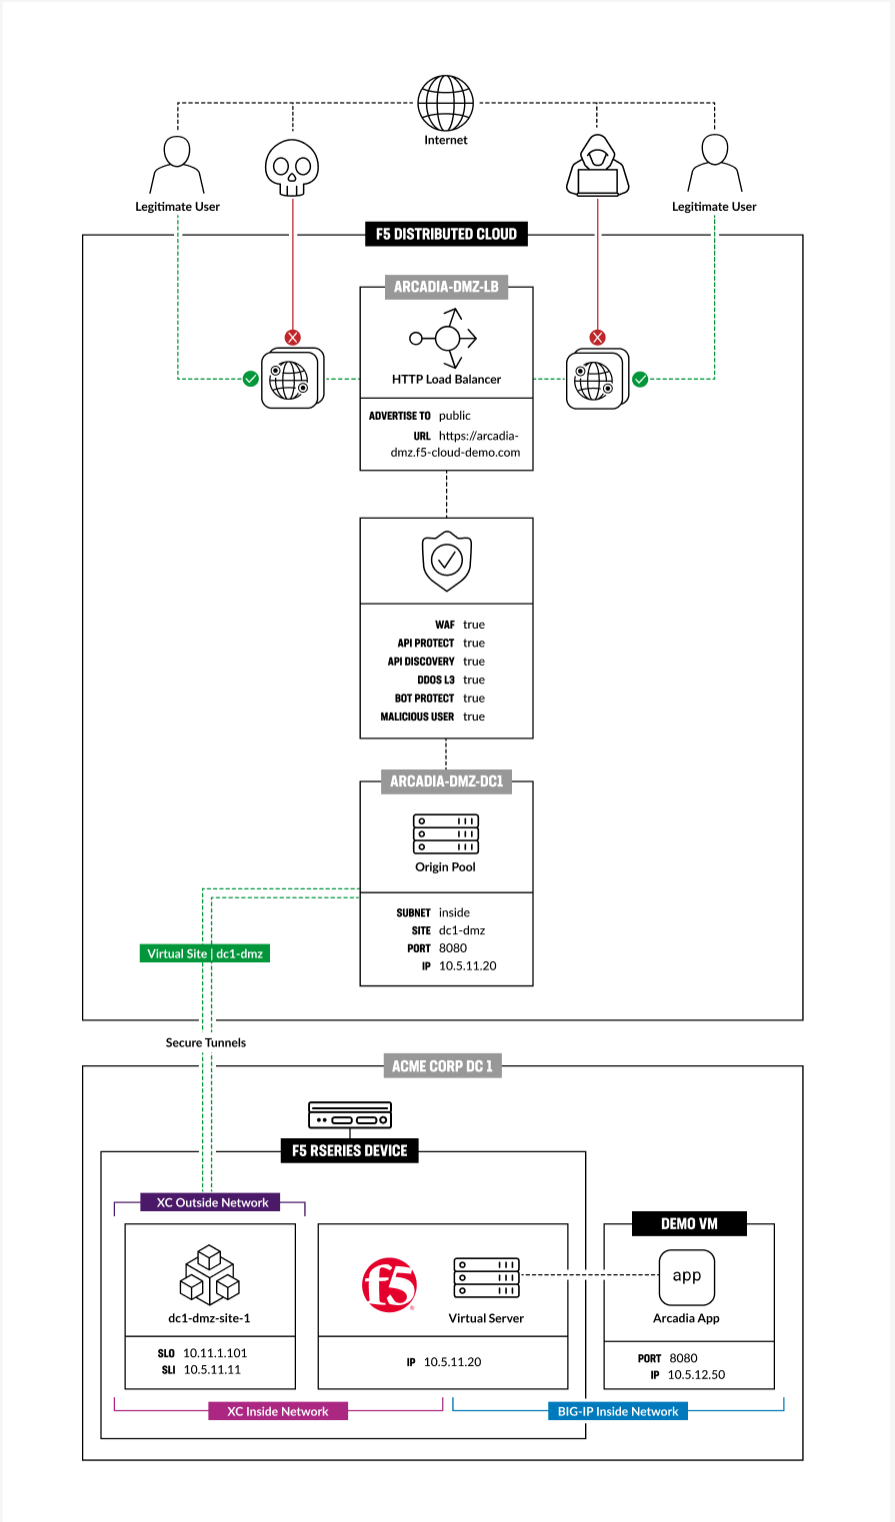 Internet
Legitimate User
Legitimate User
F5 DISTRIBUTED CLOUD
ARCADIA-DMZ-LB
HTTP Load Balancer
ADVERTISE TO public
URL https://arcadia-
dmz.f5-cloud-demo.com
WAF true
API PROTECT true
API DISCOVERY true
DDOS L3 true
BOT PROTECT true
MALICIOUS USER true
ARCADIA-DMZ-DC1
Origin Pool
SUBNET inside
SITE dc1-dmz
PORT 8080
IP 10.5.11.20
Virtual Site | dc1-dmz
Secure Tunnels
ACME CORP DC 1
F5 RSERIES DEVICE
XC Outside Network
dc1-dmz-site-1
SLO 10.11.1.101
SLI 10.5.11.11
f5
Virtual Server
IP 10.5.11.20
DEMO VM
app
Arcadia App
PORT 8080
IP 10.5.12.50
XC Inside Network
BIG-IP Inside Network